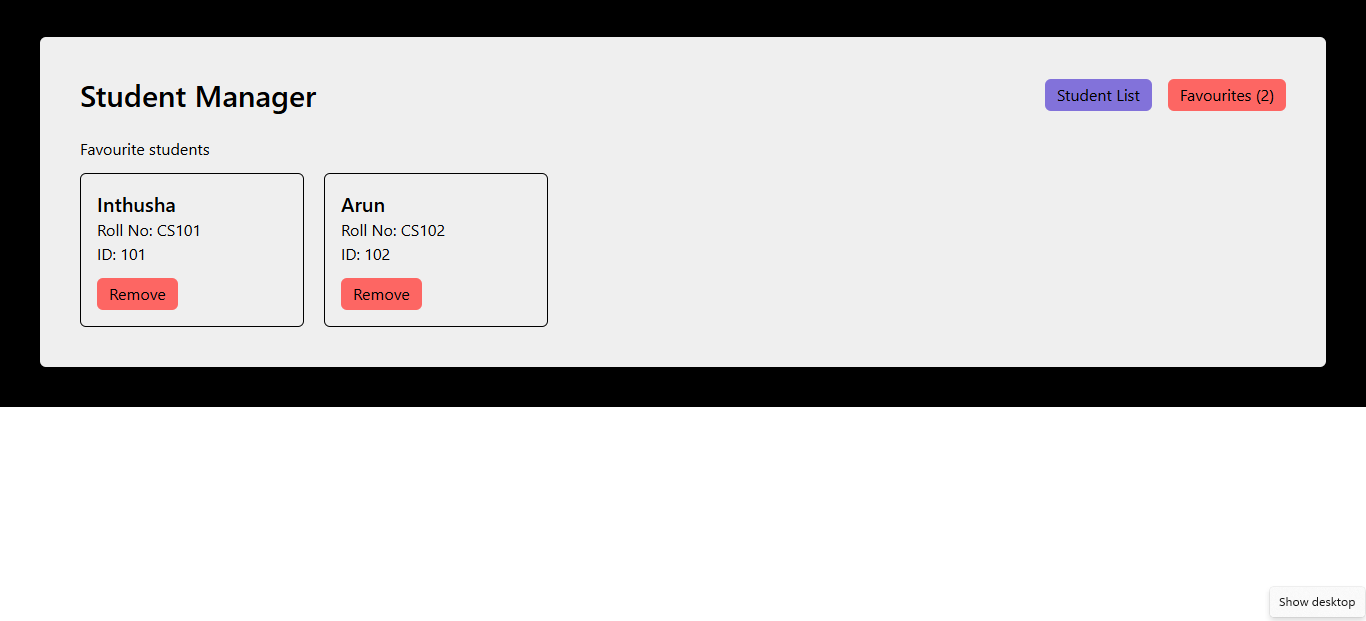 Student Manager
Student List
Favourites (2)
Favourite students
Inthusha
Roll No: CS101
ID: 101
Remove
Arun
Roll No: CS102
ID: 102
Remove
Show desktop